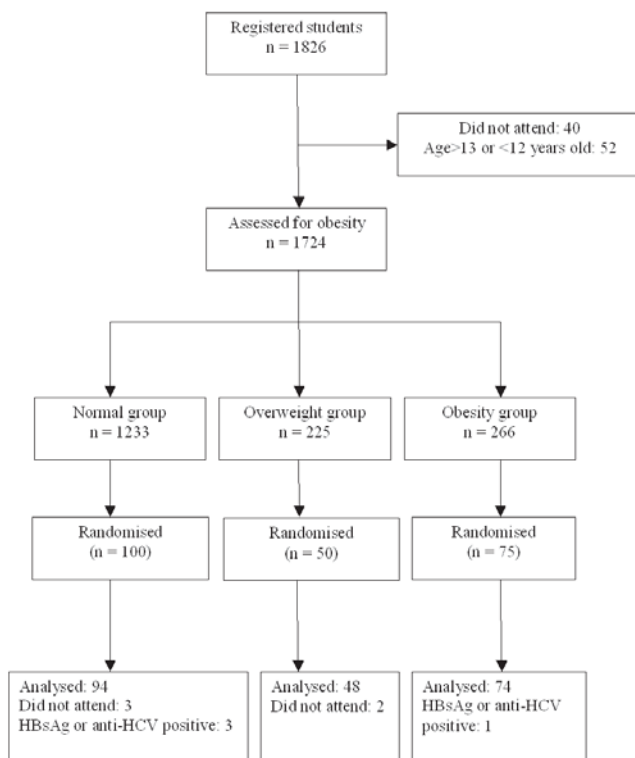 Registered students
n = 1826
Did not attend: 40
Age>13 or <12 years old: 52
Assessed for obesity
n = 1724
Normal group
n = 1233
Overweight group
n = 225
Obesity group
n = 266
Randomised
(n = 100)
Randomised
(n = 50)
Randomised
(n = 75)
Analysed: 94
Did not attend: 3
HBsAg or anti-HCV positive: 3
Analysed: 48
Did not attend: 2
Analysed: 74
HBsAg or anti-HCV
positive: 1